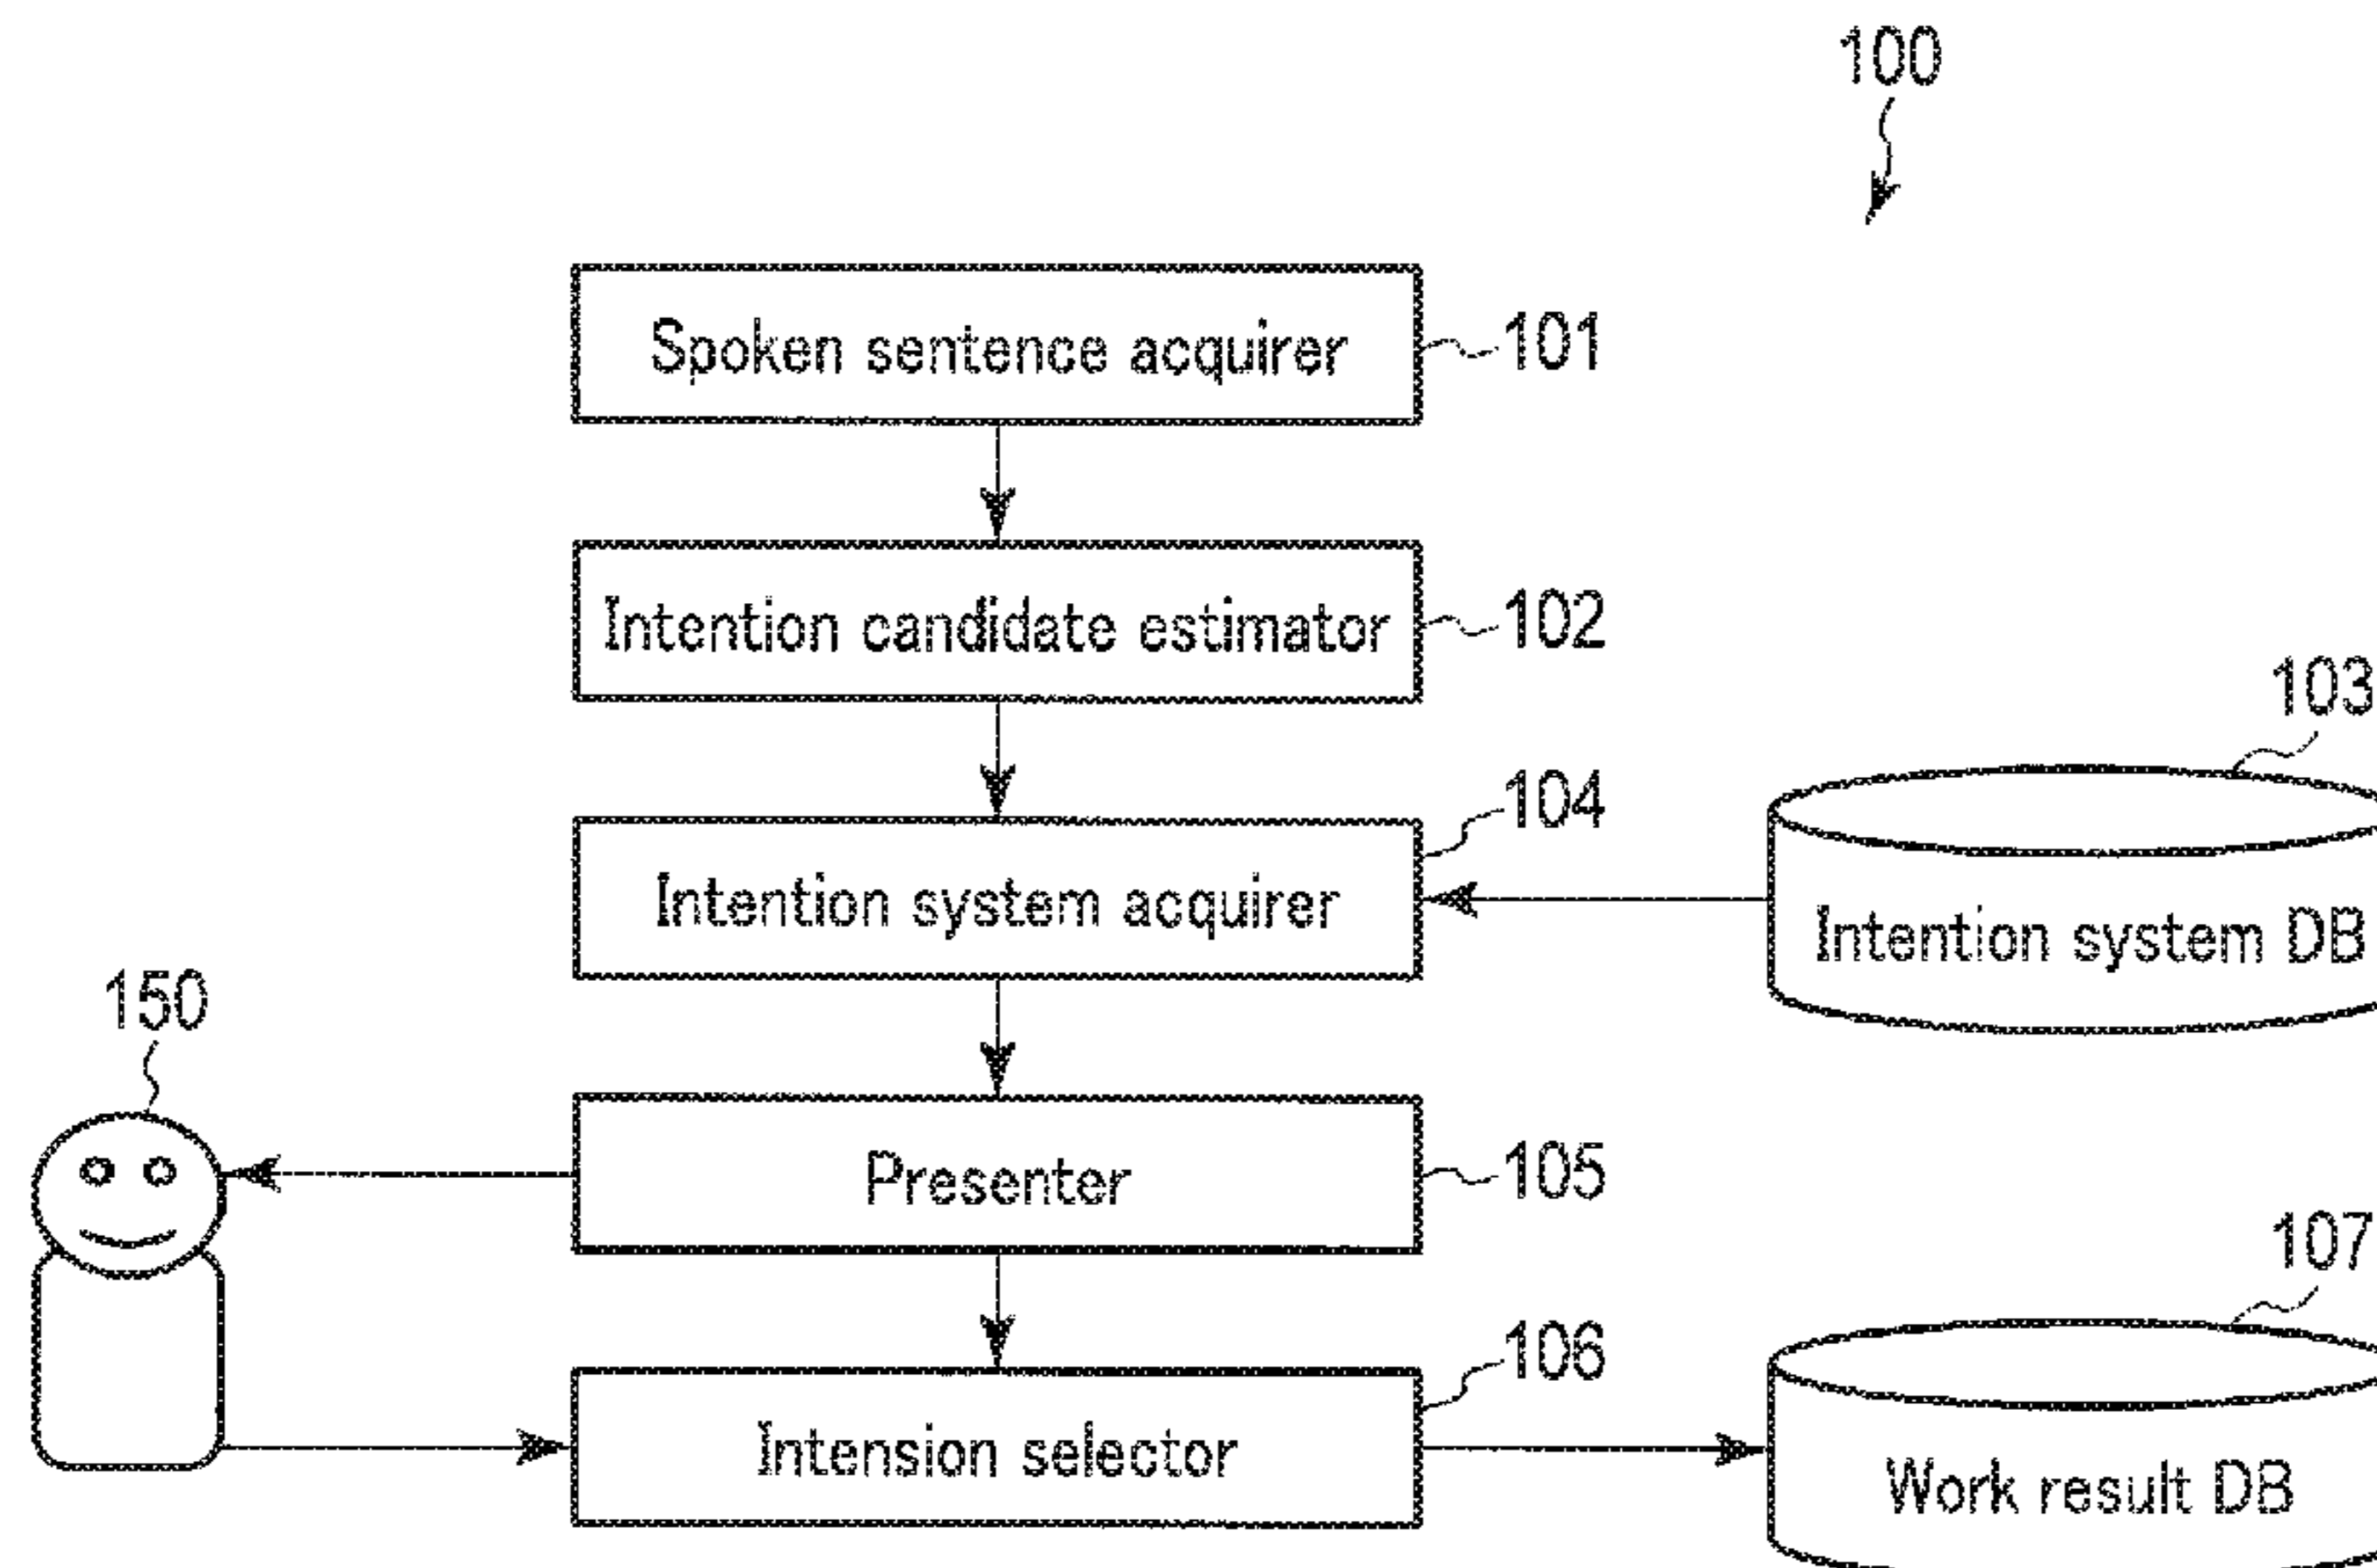 100
Spoken sentence acquirer
101
Intention candidate estimator
102
103
104
Intention system acquirer
Intention system DB
150
Presenter
105
107
106
Intension selector
Work result DB